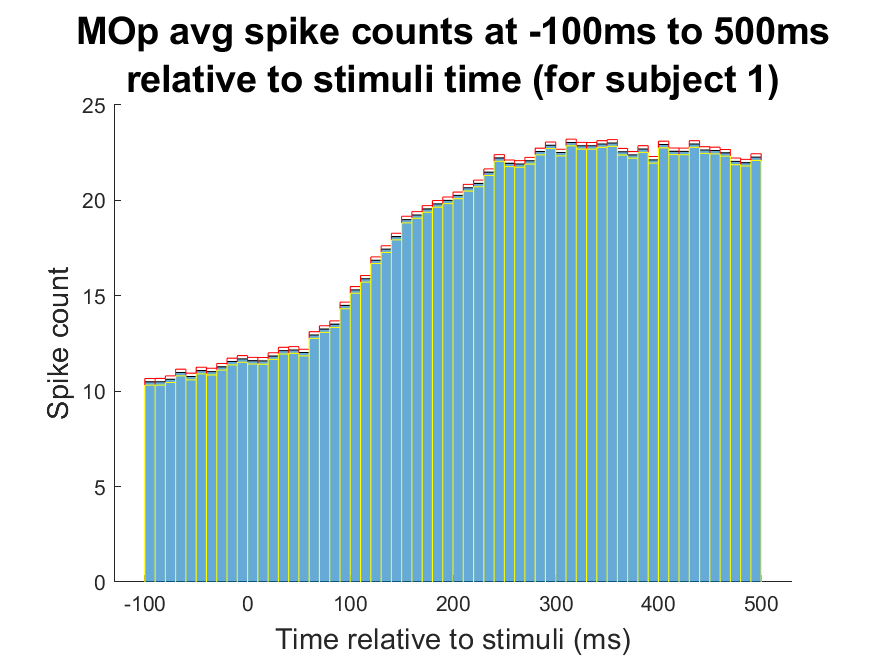 MOp avg spike counts at -100ms to 500ms
relative to stimuli time (for subject 1)
25
20
15
10
5
0
Spike count
-100 0 100 200 300 400 500
Time relative to stimuli (ms)